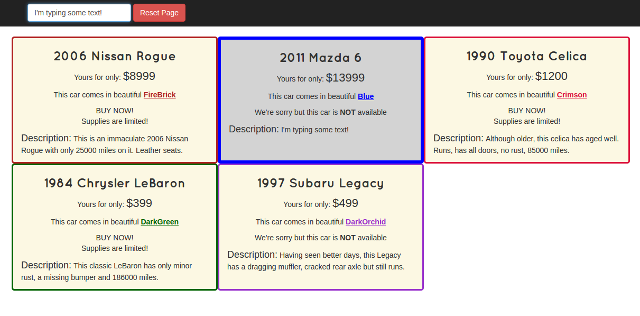 I'm typing some text!
Reset Page
2006 Nissan Rogue
Yours for only: $8999
This car comes in beautiful FireBrick
BUY NOW!
Supplies are limited!
Description: This is an immaculate 2006 Nissan
Rogue with only 25000 miles on it. Leather seats.
2011 Mazda 6
Yours for only: $13999
This car comes in beautiful Blue
We're sorry but this car is NOT available
Description: I'm typing some text!
1990 Toyota Celica
Yours for only: $1200
This car comes in beautiful Crimson
BUY NOW!
Supplies are limited!
Description: Although older, this celica has aged well.
Runs, has all doors, no rust, 85000 miles.
1984 Chrysler LeBaron
Yours for only: $399
This car comes in beautiful DarkGreen
BUY NOW!
Supplies are limited!
Description: This classic LeBaron has only minor
rust, a missing bumper and 186000 miles.
1997 Subaru Legacy
Yours for only: $499
This car comes in beautiful DarkOrchid
We're sorry but this car is NOT available
Description: Having seen better days, this Legacy
has a dragging muffler, cracked rear axle but still runs.